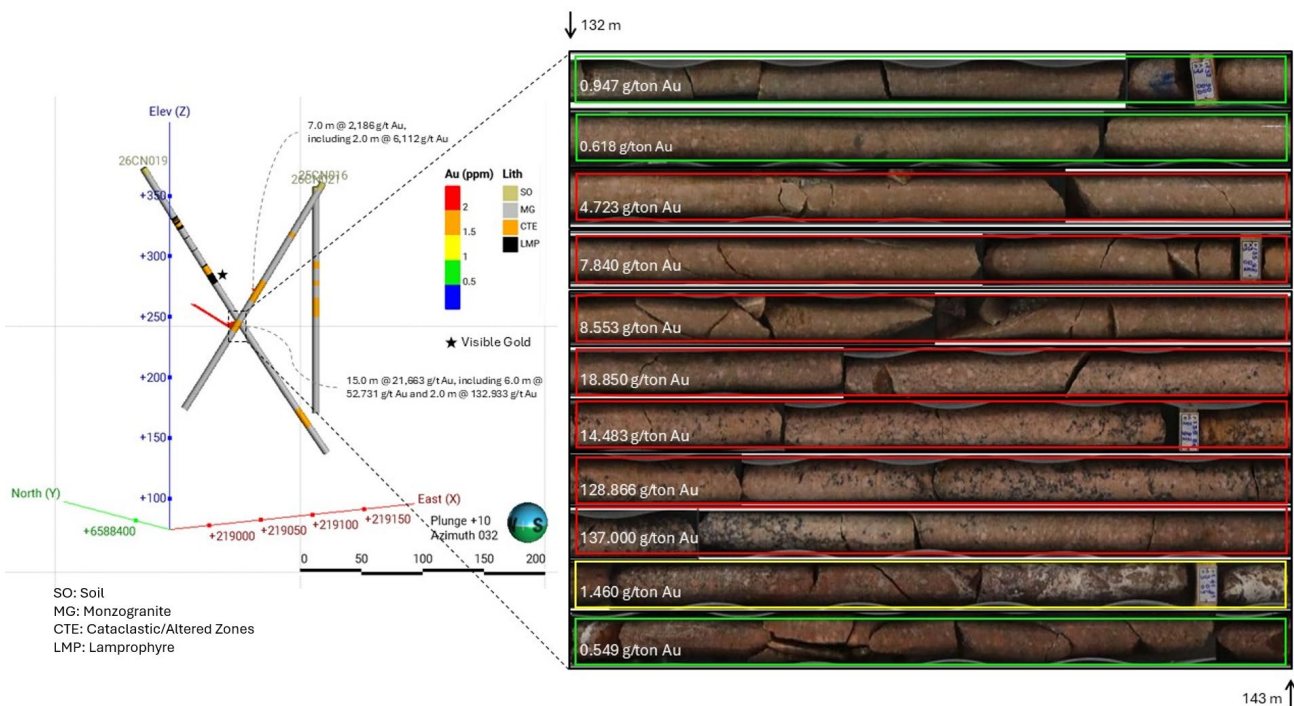 132 m
Elev (Z)
26CN019
7.0 m @ 2,186 g/t Au,
including 2.0 m @ 6,112 g/t Au
+350
+300
+250
+200
+150
+100
Au (ppm)
2
1.5
1
0.5
Lith
SO
MG
CTE
LMP
★ Visible Gold
15.0 m @ 21,663 g/t Au, including 6.0 m @
52.731 g/t Au and 2.0 m @ 132.933 g/t Au
North (Y)
+6588400
East (X)
+219000
+219050
+219100
+219150
Plunge +10
Azimuth 032
S
0 50 100 150 200
SO: Soil
MG: Monzogranite
CTE: Cataclastic/Altered Zones
LMP: Lamprophyre
0.947 g/ton Au
0.618 g/ton Au
4.723 g/ton Au
7.840 g/ton Au
8.553 g/ton Au
18.850 g/ton Au
14.483 g/ton Au
128.866 g/ton Au
137.000 g/ton Au
1.460 g/ton Au
0.549 g/ton Au
143 m